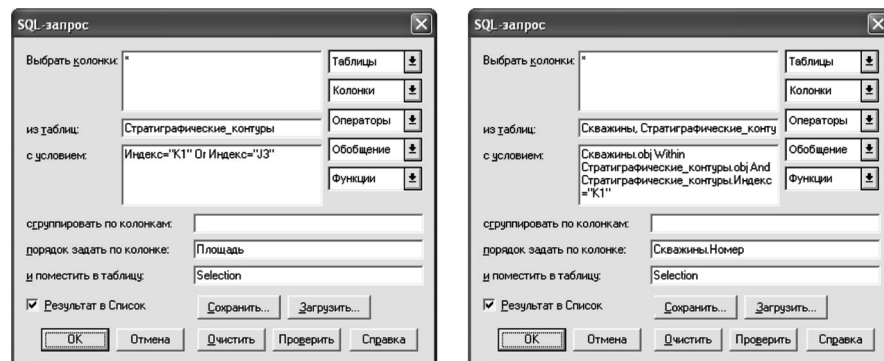 SQL-запрос
Выбрать колонки:
*
Таблицы
Колонки
Операторы
Обобщение
Функции
из таблиц:
Стратиграфические_контуры
с условием:
Индекс="K1" Or Индекс="J3"
сгруппировать по колонкам:
порядок задать по колонке:
Площадь
и поместить в таблицу:
Selection
Результат в Список
Сохранить...
Загрузить...
OK
Отмена
Очистить
Проверить
Справка
SQL-запрос
Выбрать колонки:
*
Таблицы
Колонки
Операторы
Обобщение
Функции
из таблиц:
Скважины, Стратиграфические_конту
с условием:
Скважины.obj Within
Стратиграфические_контуры.obj And
Стратиграфические_контуры.Индекс
="K1"
сгруппировать по колонкам:
порядок задать по колонке:
Скважины.Номер
и поместить в таблицу:
Selection
Результат в Список
Сохранить...
Загрузить...
OK
Отмена
Очистить
Проверить
Справка